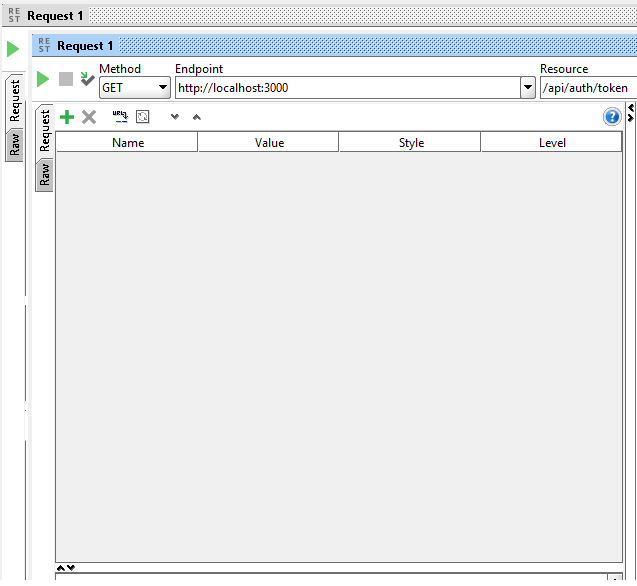 RE
ST
Request 1
RE
ST
Request 1
Method
Endpoint
Resource
GET
http://localhost:3000
/api/auth/token
Request
Raw
Request
Raw
Name
Value
Style
Level